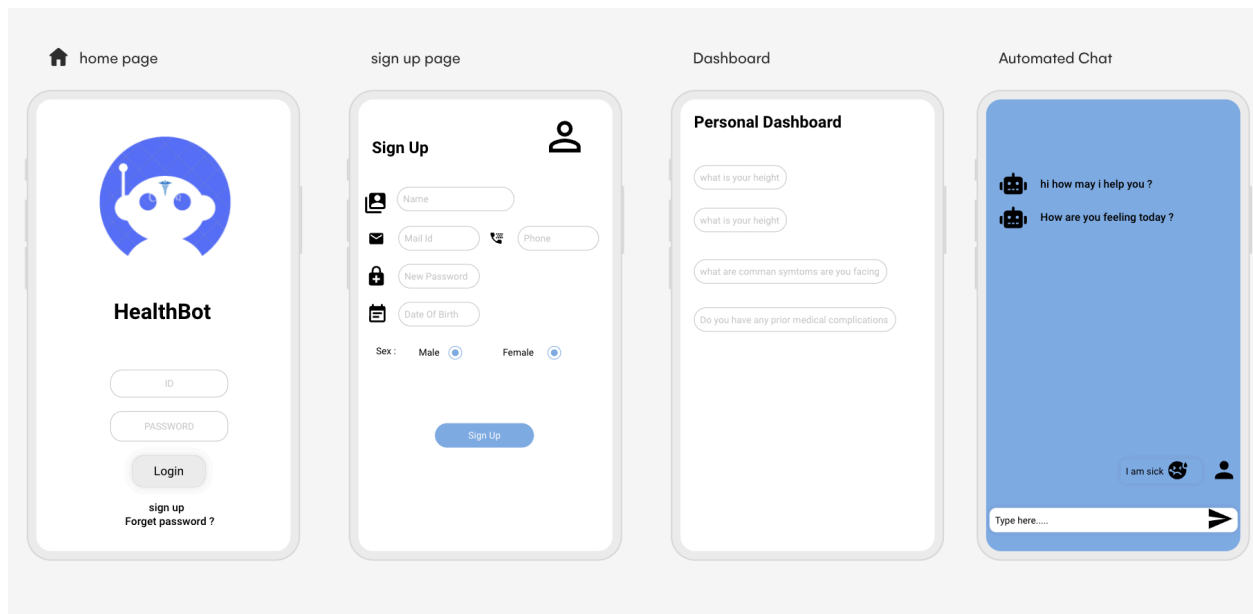 home page
HealthBot
ID
PASSWORD
Login
sign up
Forget password ?
sign up page
Sign Up
Name
Mail Id
Phone
New Password
Date Of Birth
Sex : Male Female
Sign Up
Dashboard
Personal Dashboard
what is your height
what is your height
what are comman symtoms are you facing
Do you have any prior medical complications
Automated Chat
hi how may i help you ?
How are you feeling today ?
I am sick
Type here.....